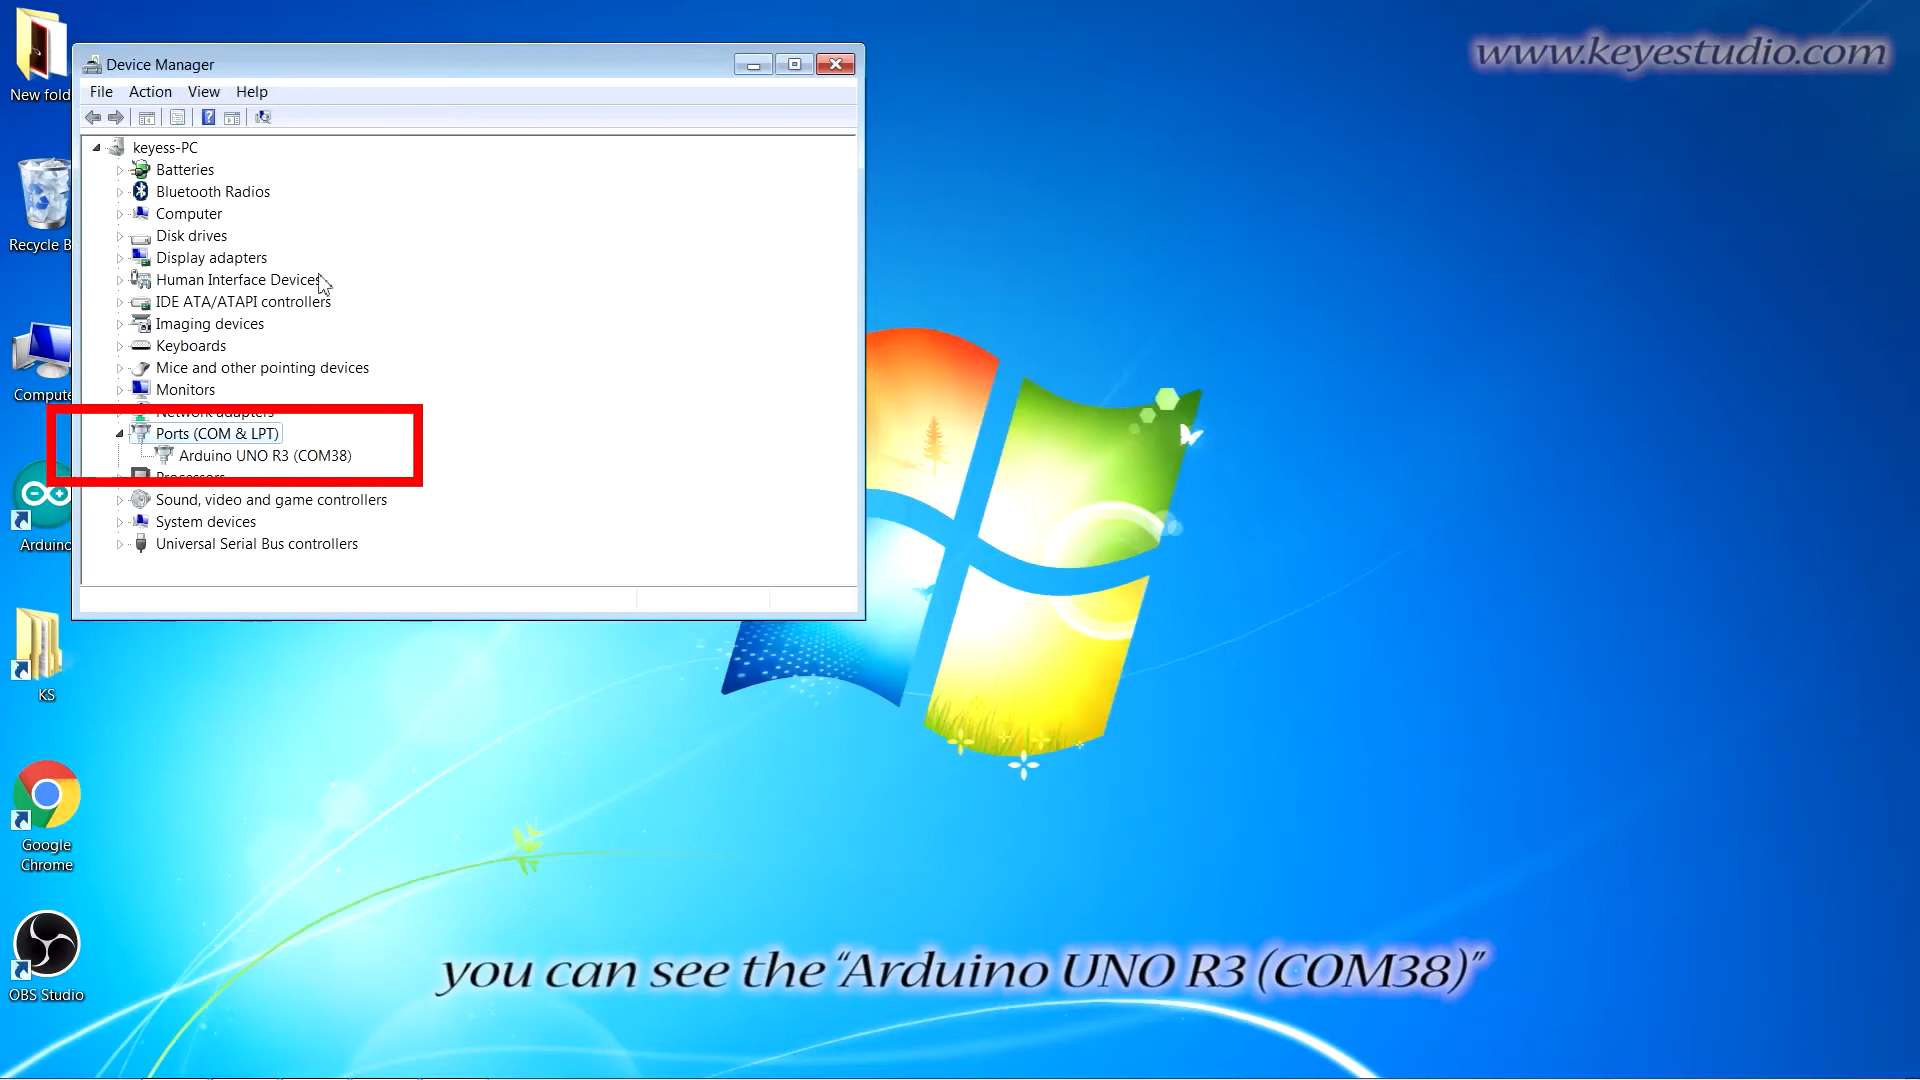 www.keyestudio.com
New fold
Device Manager
File Action View Help
keyess-PC
Batteries
Bluetooth Radios
Computer
Disk drives
Recycle B
Display adapters
Human Interface Devices
IDE ATA/ATAPI controllers
Imaging devices
Keyboards
Mice and other pointing devices
Monitors
Compute
Network adapters
Ports (COM & LPT)
Arduino UNO R3 (COM38)
Processors
Sound, video and game controllers
System devices
Universal Serial Bus controllers
Arduino
KS
Google
Chrome
OBS Studio
you can see the “Arduino UNO R3 (COM38)”